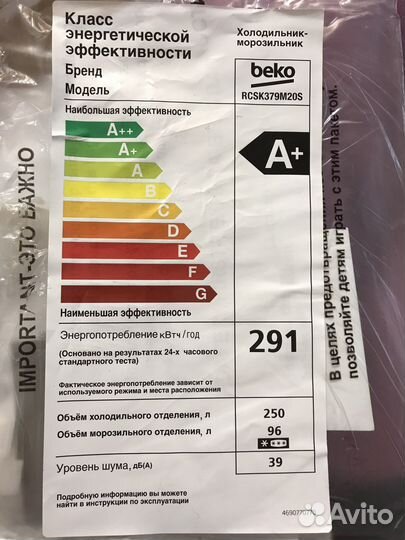 Класс
энергетической
эффективности
Холодильник-
морозильник
Бренд
beko
Модель
RCSK379M20S
Наибольшая эффективность
A++
A+
A
B
C
D
E
F
G
A+
Наименьшая эффективность
Энергопотребление кВтч/год
291
(Основано на результатах 24-х часового
стандартного теста)
Фактическое энергопотребление зависит от
используемого режима и места расположения
Объём холодильного отделения, л
250
Объём морозильного отделения, л
96
Уровень шума, дБ(А)
39
Подробную информацию вы можете
найти в инструкции по эксплуатации
IMPORTANT-ЭТО ВАЖНО
В целях предотвращения
позволяйте детям играть с этим пакетом.
Avito